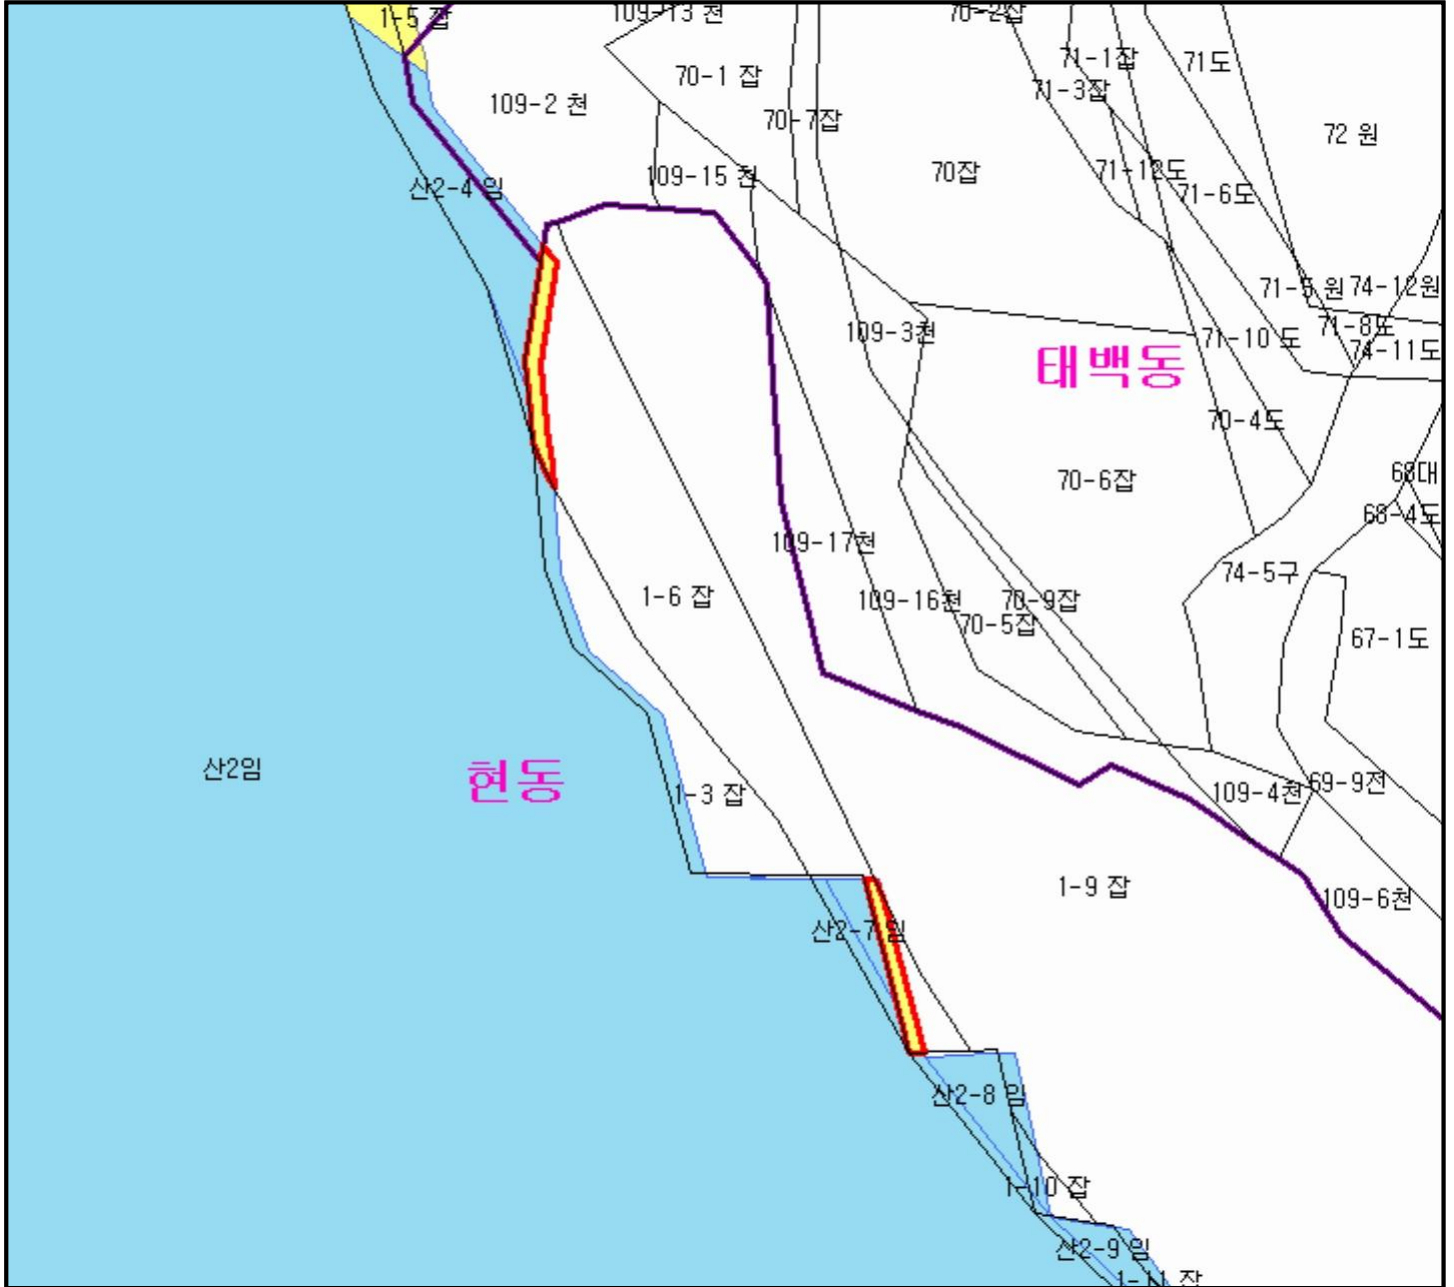 1-5 잡
109-13 천
70-2잡
71-1잡
71도
70-1 잡
71-3잡
109-2 천
70-7잡
72 원
109-15 천
70잡
71-12도
산2-4 임
71-6도
71-5 원
74-12원
71-8도
109-3천
71-10 도
74-11도
태백동
70-4도
68대
70-6잡
68-4도
109-17천
74-5구
1-6 잡
109-16천
70-9잡
70-5잡
67-1도
산2임
현동
69-9전
1-3 잡
109-4천
1-9 잡
109-6천
산2-7 임
산2-8 임
1-10 잡
산2-9 임
1-11 잡